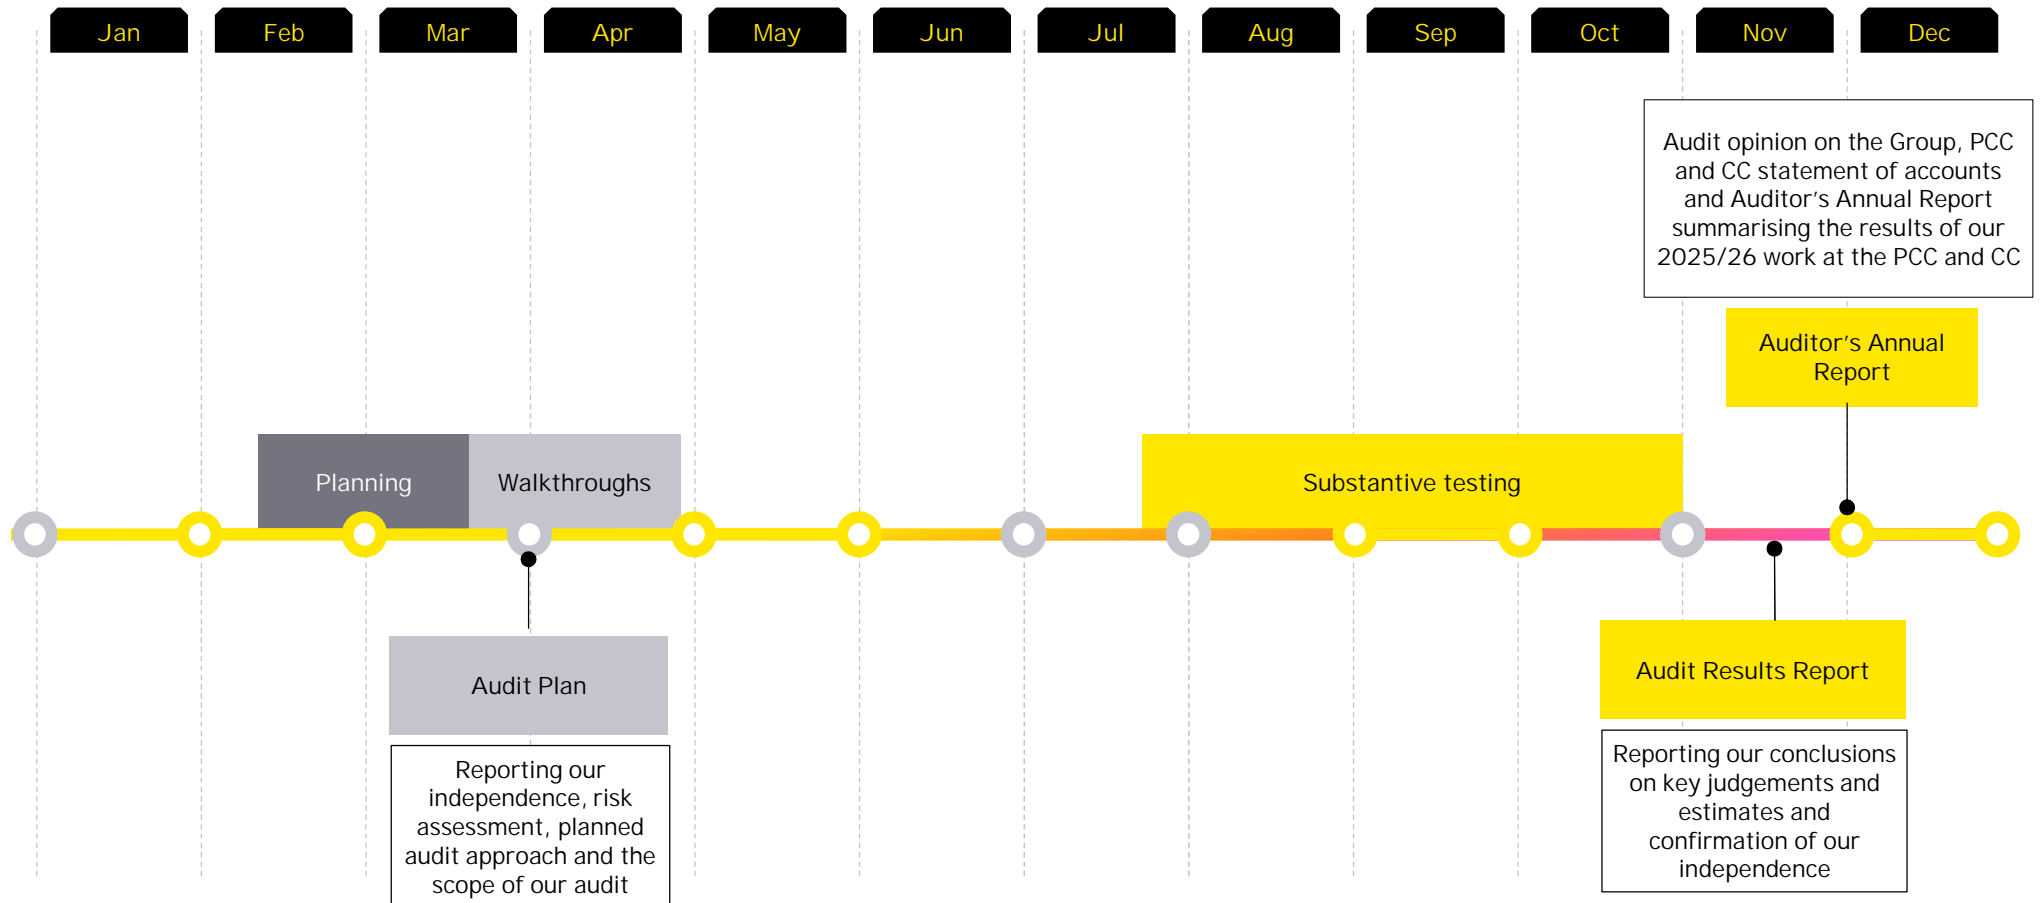 Jan
Feb
Mar
Apr
May
Jun
Jul
Aug
Sep
Oct
Nov
Dec
Audit opinion on the Group, PCC
and CC statement of accounts
and Auditor’s Annual Report
summarising the results of our
2025/26 work at the PCC and CC
Auditor’s Annual
Report
Planning
Walkthroughs
Substantive testing
Audit Plan
Reporting our
independence, risk
assessment, planned
audit approach and the
scope of our audit
Audit Results Report
Reporting our conclusions
on key judgements and
estimates and
confirmation of our
independence